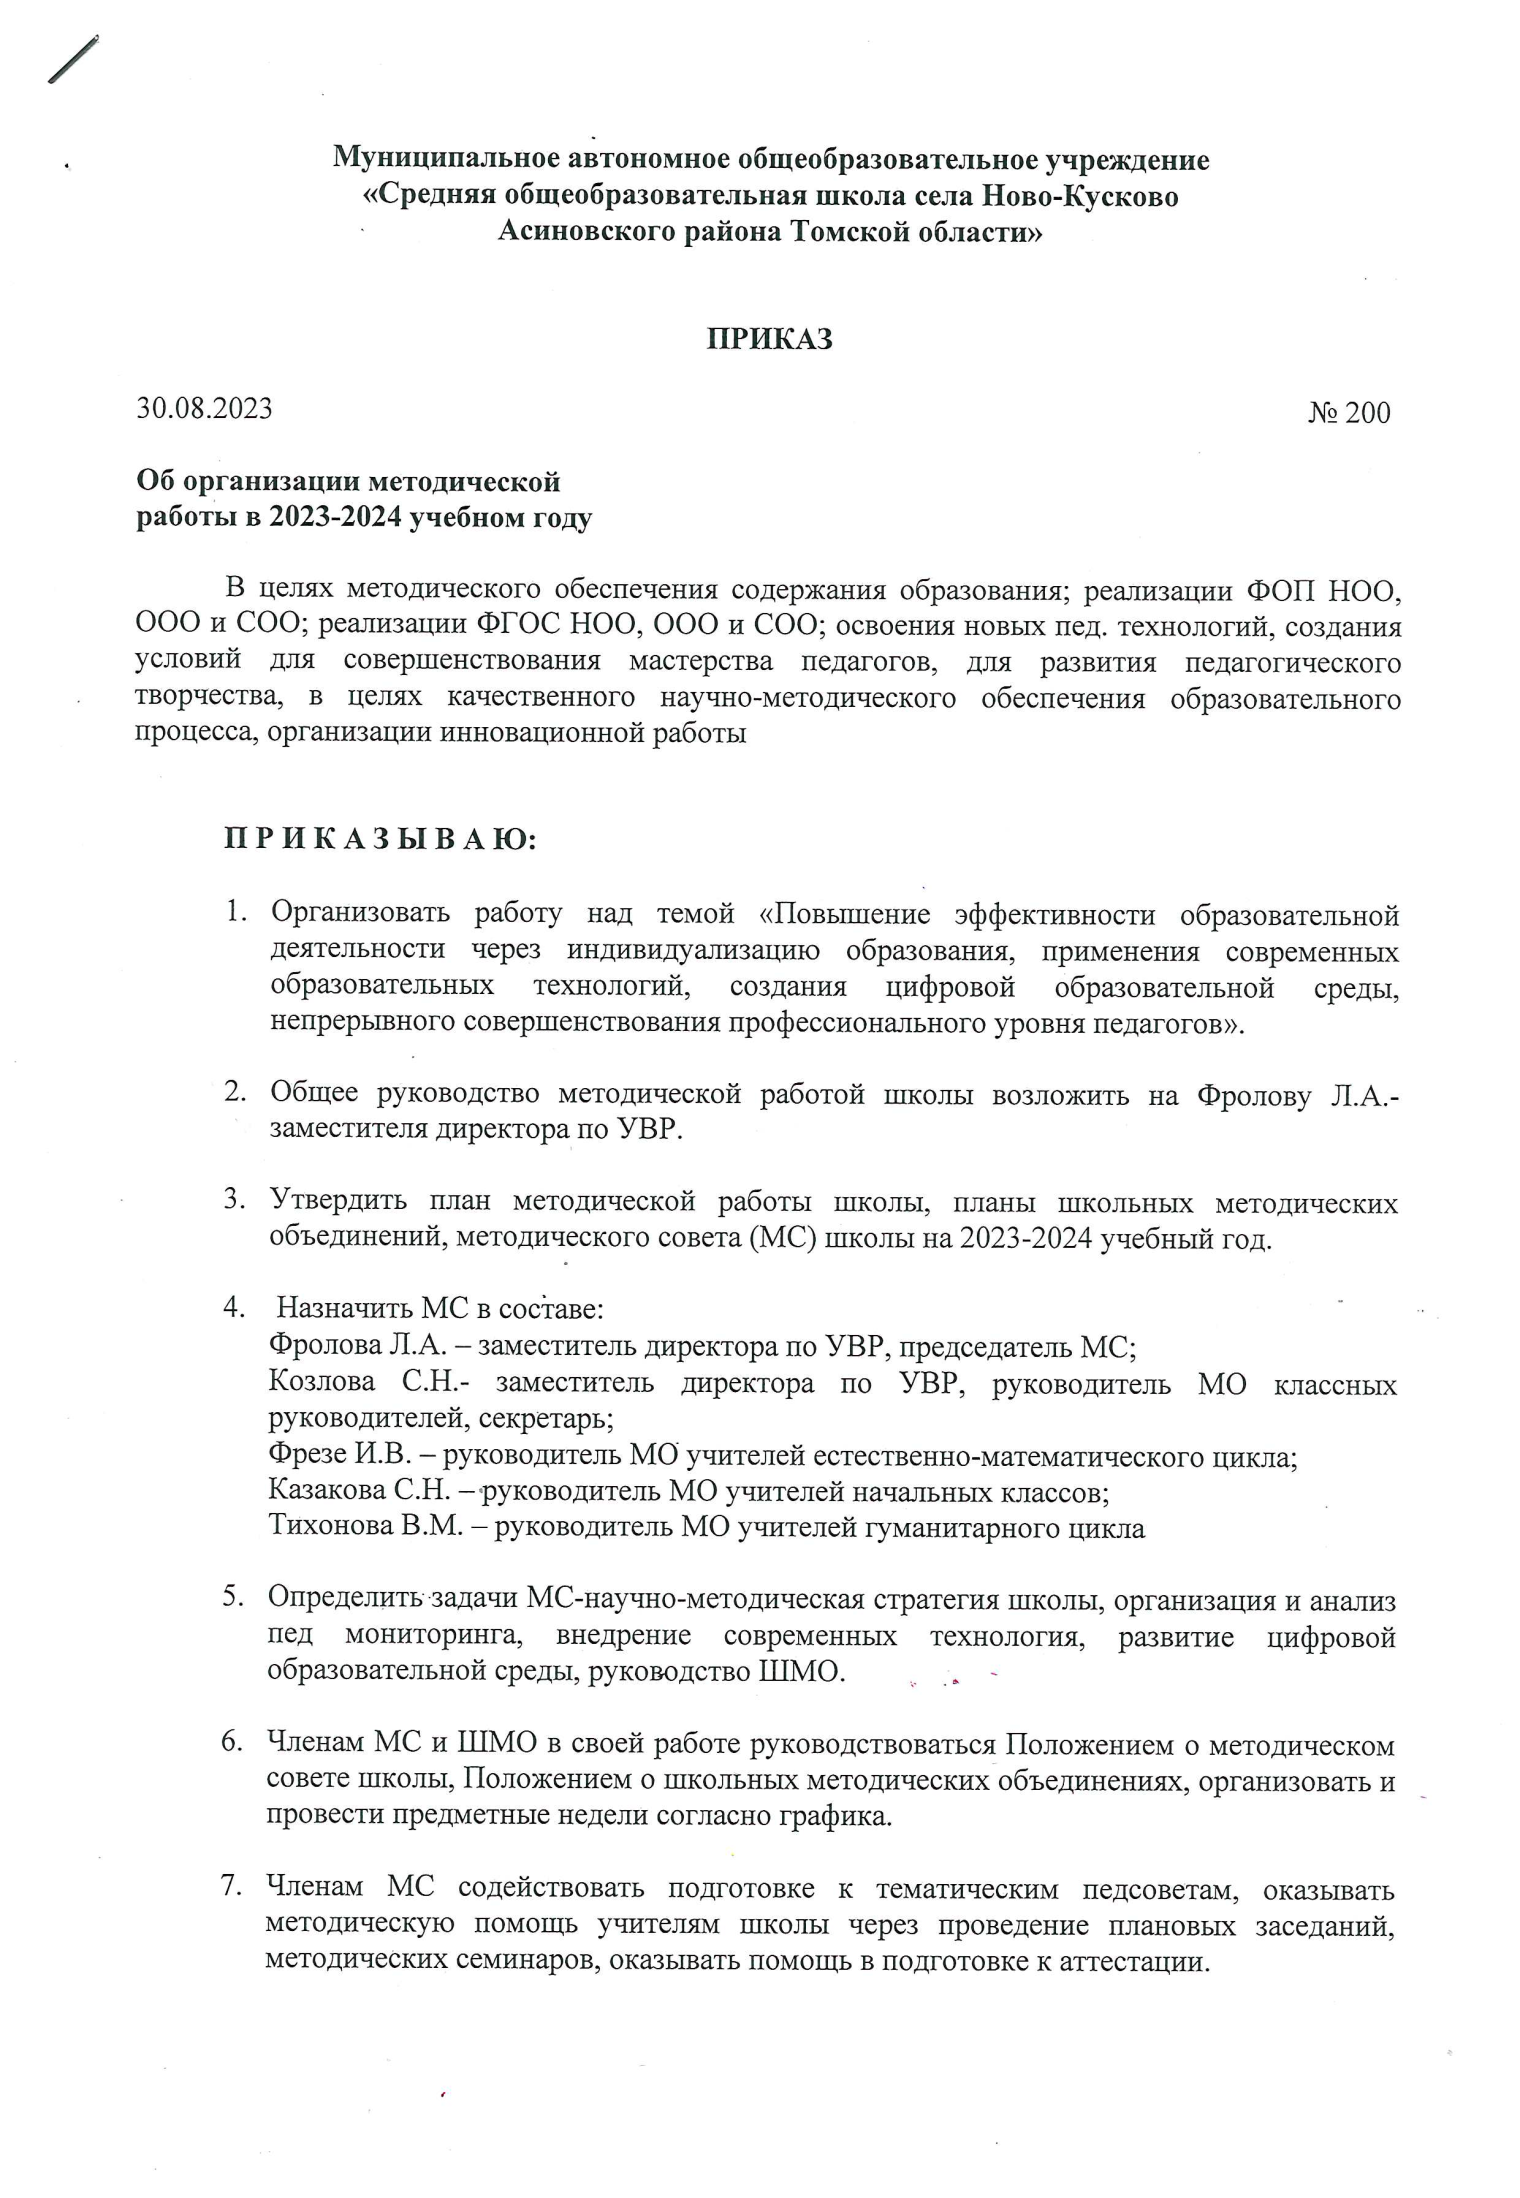 Муниципальное автономное общеобразовательное учреждение
«Средняя общеобразовательная школа села Ново-Кусково
Асиновского района Томской области»
ПРИКАЗ
30.08.2023 № 200
Об организации методической
работы в 2023-2024 учебном году
В целях методического обеспечения содержания образования; реализации ФОП НОО,
ООО и СОО; реализации ФГОС НОО, ООО и СОО; освоения новых пед. технологий, создания
условий для совершенствования мастерства педагогов, для развития педагогического
творчества, в целях качественного научно-методического обеспечения образовательного
процесса, организации инновационной работы
П Р И К А З Ы В А Ю:
1. Организовать работу над темой «Повышение эффективности образовательной
деятельности через индивидуализацию образования, применения современных
образовательных технологий, создания цифровой образовательной среды,
непрерывного совершенствования профессионального уровня педагогов».
2. Общее руководство методической работой школы возложить на Фролову Л.А.-
заместителя директора по УВР.
3. Утвердить план методической работы школы, планы школьных методических
объединений, методического совета (МС) школы на 2023-2024 учебный год.
4. Назначить МС в составе:
Фролова Л.А. – заместитель директора по УВР, председатель МС;
Козлова С.Н.- заместитель директора по УВР, руководитель МО классных
руководителей, секретарь;
Фрезе И.В. – руководитель МО учителей естественно-математического цикла;
Казакова С.Н. – руководитель МО учителей начальных классов;
Тихонова В.М. – руководитель МО учителей гуманитарного цикла
5. Определить задачи МС-научно-методическая стратегия школы, организация и анализ
пед мониторинга, внедрение современных технология, развитие цифровой
образовательной среды, руководство ШМО.
6. Членам МС и ШМО в своей работе руководствоваться Положением о методическом
совете школы, Положением о школьных методических объединениях, организовать и
провести предметные недели согласно графика.
7. Членам МС содействовать подготовке к тематическим педсоветам, оказывать
методическую помощь учителям школы через проведение плановых заседаний,
методических семинаров, оказывать помощь в подготовке к аттестации.